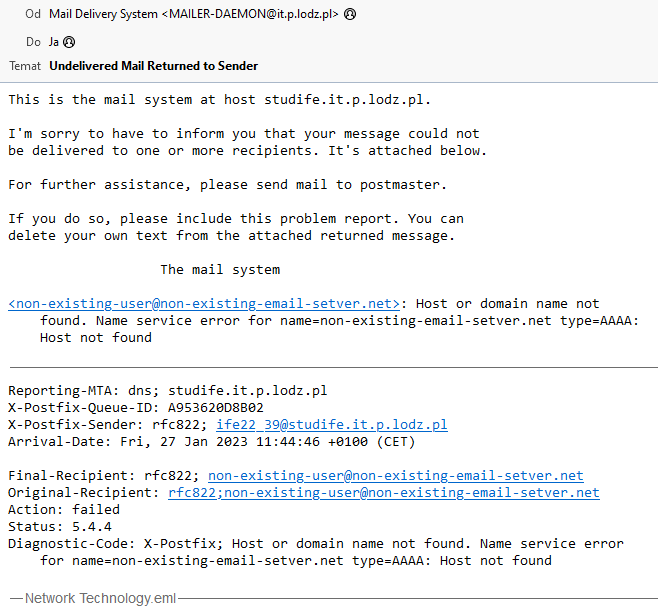 Od Mail Delivery System <MAILER-DAEMON@it.p.lodz.pl>
Do Ja
Temat Undelivered Mail Returned to Sender
This is the mail system at host studife.it.p.lodz.pl.
I'm sorry to have to inform you that your message could not
be delivered to one or more recipients. It's attached below.
For further assistance, please send mail to postmaster.
If you do so, please include this problem report. You can
delete your own text from the attached returned message.
The mail system
<non-existing-user@non-existing-email-setver.net>: Host or domain name not
found. Name service error for name=non-existing-email-setver.net type=AAAA:
Host not found
Reporting-MTA: dns; studife.it.p.lodz.pl
X-Postfix-Queue-ID: A953620D8B02
X-Postfix-Sender: rfc822; ife22_39@studife.it.p.lodz.pl
Arrival-Date: Fri, 27 Jan 2023 11:44:46 +0100 (CET)
Final-Recipient: rfc822; non-existing-user@non-existing-email-setver.net
Original-Recipient: rfc822;non-existing-user@non-existing-email-setver.net
Action: failed
Status: 5.4.4
Diagnostic-Code: X-Postfix; Host or domain name not found. Name service error
for name=non-existing-email-setver.net type=AAAA: Host not found
Network Technology.eml